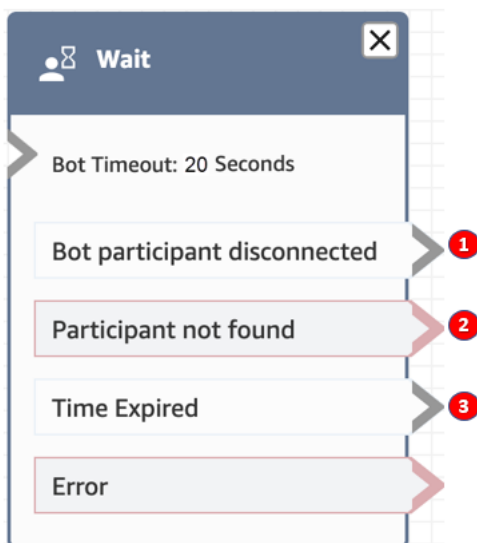 Wait
Bot Timeout: 20 Seconds
Bot participant disconnected
1
Participant not found
2
Time Expired
3
Error